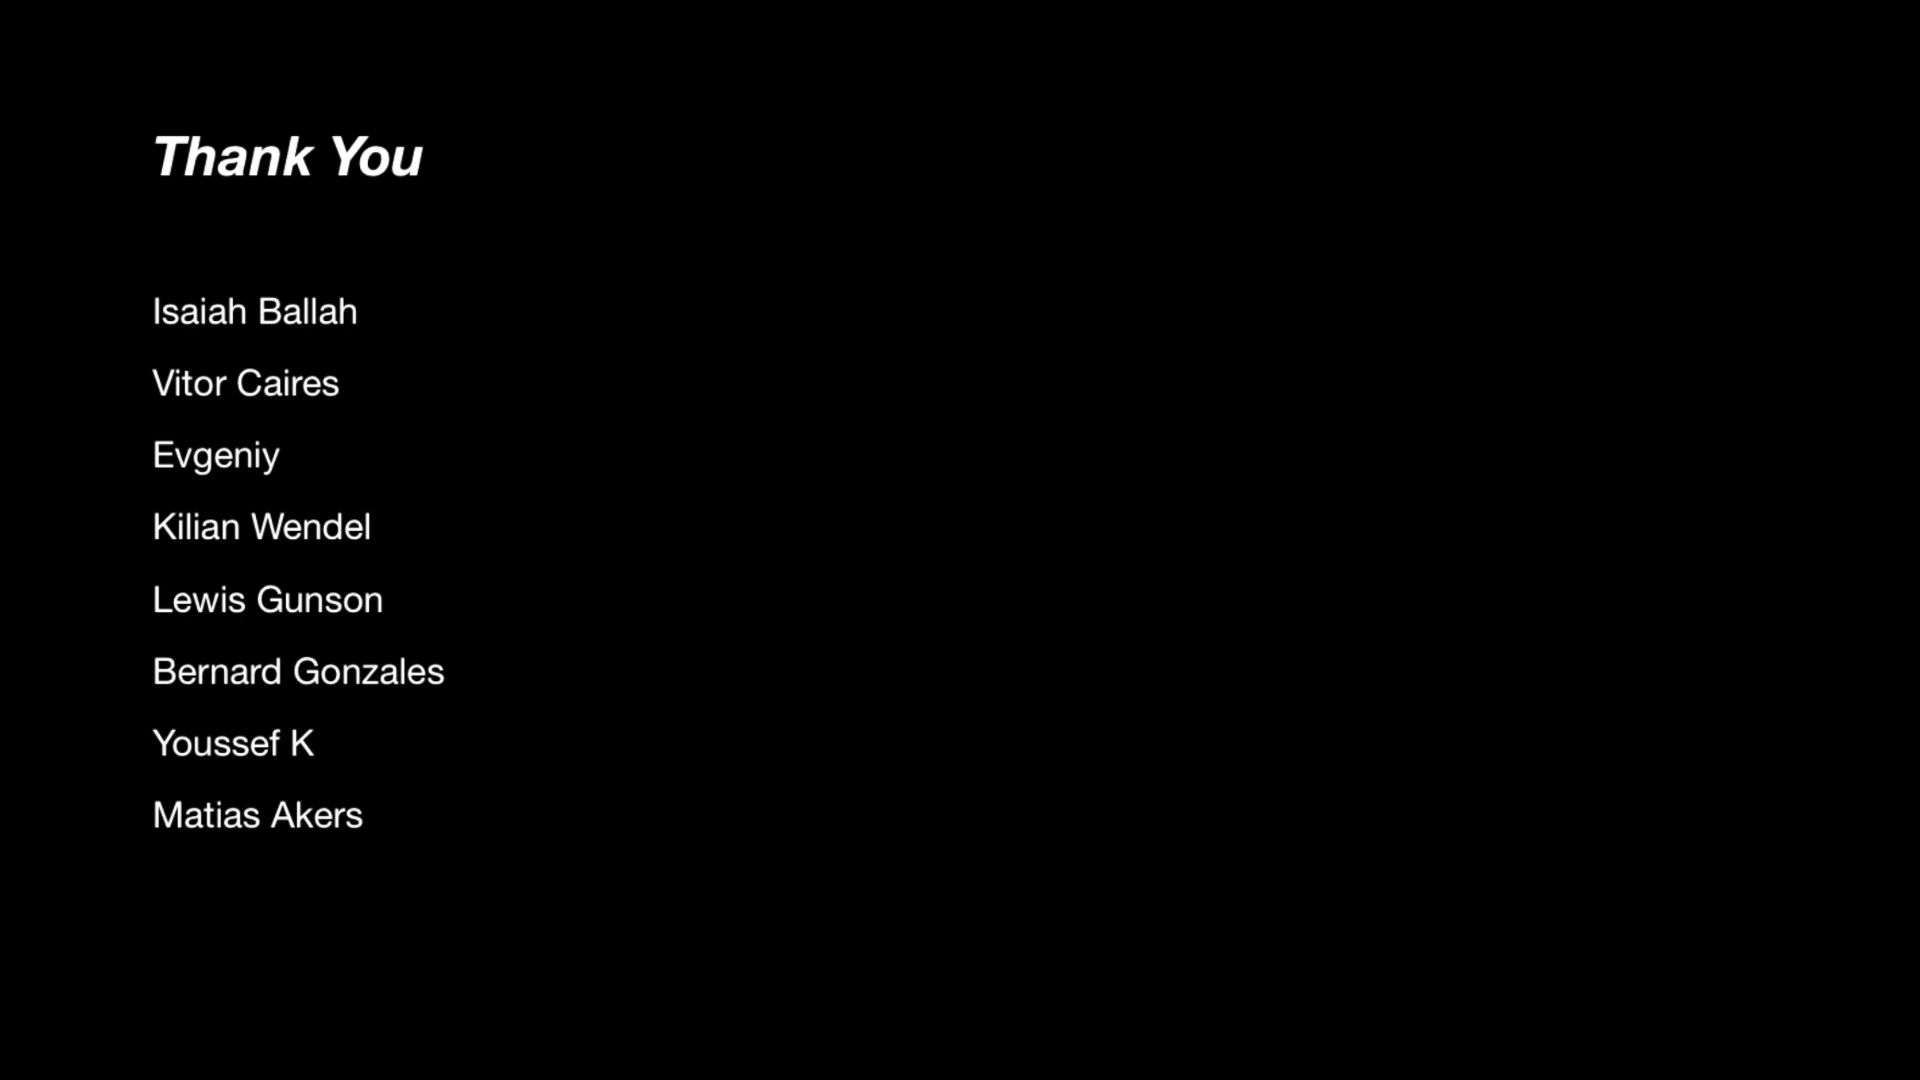 Thank You
Isaiah Ballah
Vitor Caires
Evgeniy
Kilian Wendel
Lewis Gunson
Bernard Gonzales
Youssef K
Matias Akers